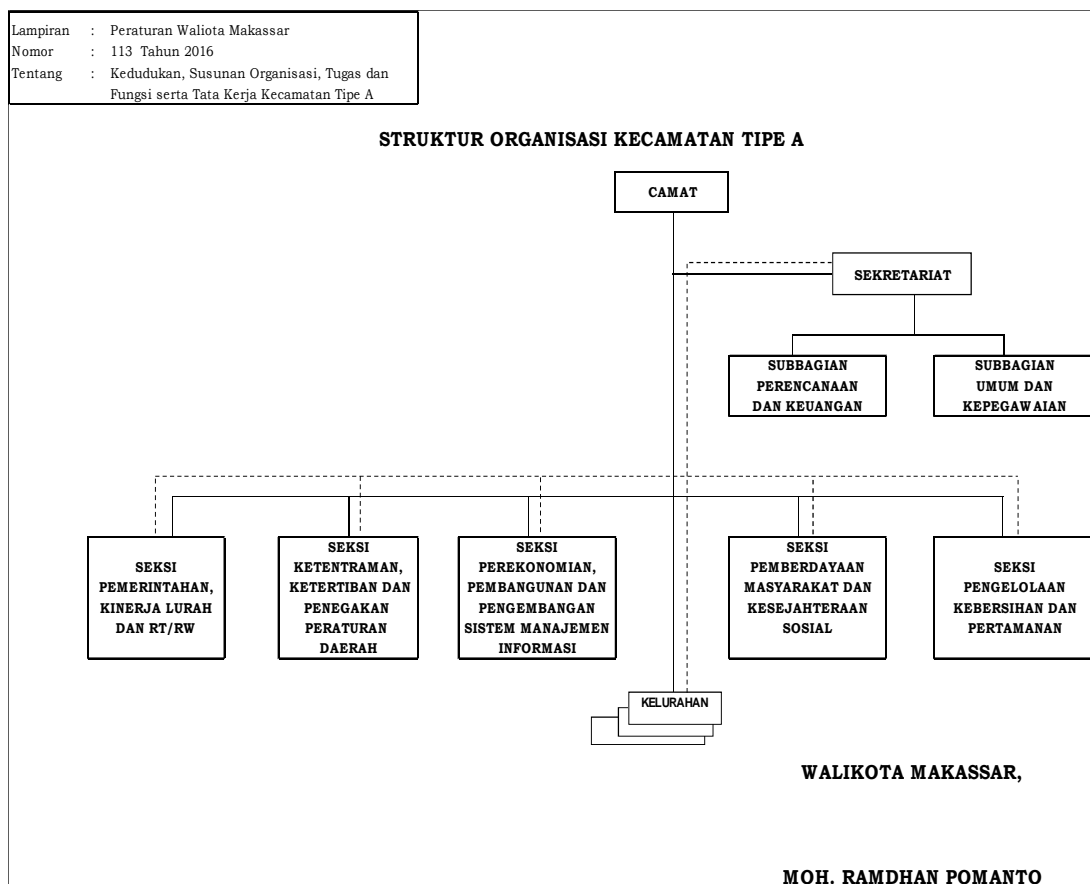 Lampiran : Peraturan Waliota Makassar
Nomor : 113 Tahun 2016
Tentang : Kedudukan, Susunan Organisasi, Tugas dan
Fungsi serta Tata Kerja Kecamatan Tipe A
STRUKTUR ORGANISASI KECAMATAN TIPE A
CAMAT
SEKRETARIAT
SUBBAGIAN
PERENCANAAN
DAN KEUANGAN
SUBBAGIAN
UMUM DAN
KEPEGAWAIAN
SEKSI
PEMERINTAHAN,
KINERJA LURAH
DAN RT/RW
SEKSI
KETENTRAMAN,
KETERTIBAN DAN
PENEGAKAN
PERATURAN
DAERAH
SEKSI
PEREKONOMIAN,
PEMBANGUNAN DAN
PENGEMBANGAN
SISTEM MANAJEMEN
INFORMASI
SEKSI
PEMBERDAYAAN
MASYARAKAT DAN
KESEJAHTERAAN
SOSIAL
SEKSI
PENGELOLAAN
KEBERSIHAN DAN
PERTAMANAN
KELURAHAN
WALIKOTA MAKASSAR,
MOH. RAMDHAN POMANTO